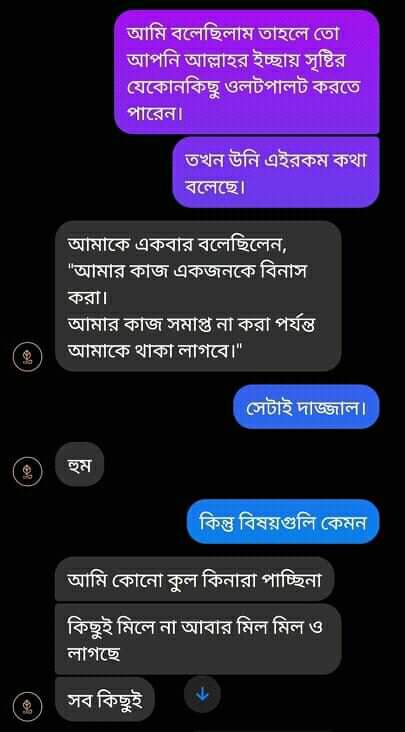 আমি বলেছিলাম তাহলে তো
আপনি আল্লাহর ইচ্ছায় সৃষ্টির
যেকোনকিছু ওলটপালট করতে
পারেন।
তখন উনি এইরকম কথা
বলেছে।
আমাকে একবার বলেছিলেন,
"আমার কাজ একজনকে বিনাস
করা।
আমার কাজ সমাপ্ত না করা পর্যন্ত
আমাকে থাকা লাগবে।"
সেটাই দাজ্জাল।
হুম
কিন্তু বিষয়গুলি কেমন
আমি কোনো কুল কিনারা পাচ্ছিনা
কিছুই মিলে না আবার মিল মিল ও
লাগছে
সব কিছুই